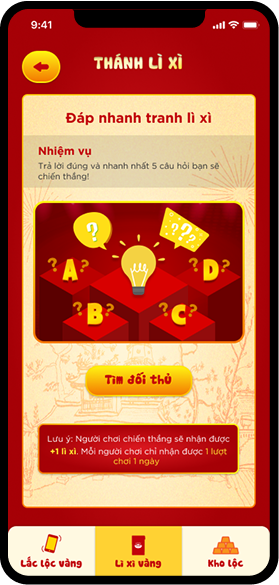 9:41
THÁNH LÌ XÌ
Đáp nhanh tranh lì xì
Nhiệm vụ
Trả lời đúng và nhanh nhất 5 câu hỏi bạn sẽ
chiến thắng!
?
? ? ?
? A ? ? D ?
? B ? ? C ?
Tìm đối thủ
Lưu ý: Người chơi chiến thắng sẽ nhận được
+1 lì xì. Mỗi người chơi chỉ nhận được 1 lượt
chơi 1 ngày
Lắc lộc vàng Lì xì vàng Kho lộc